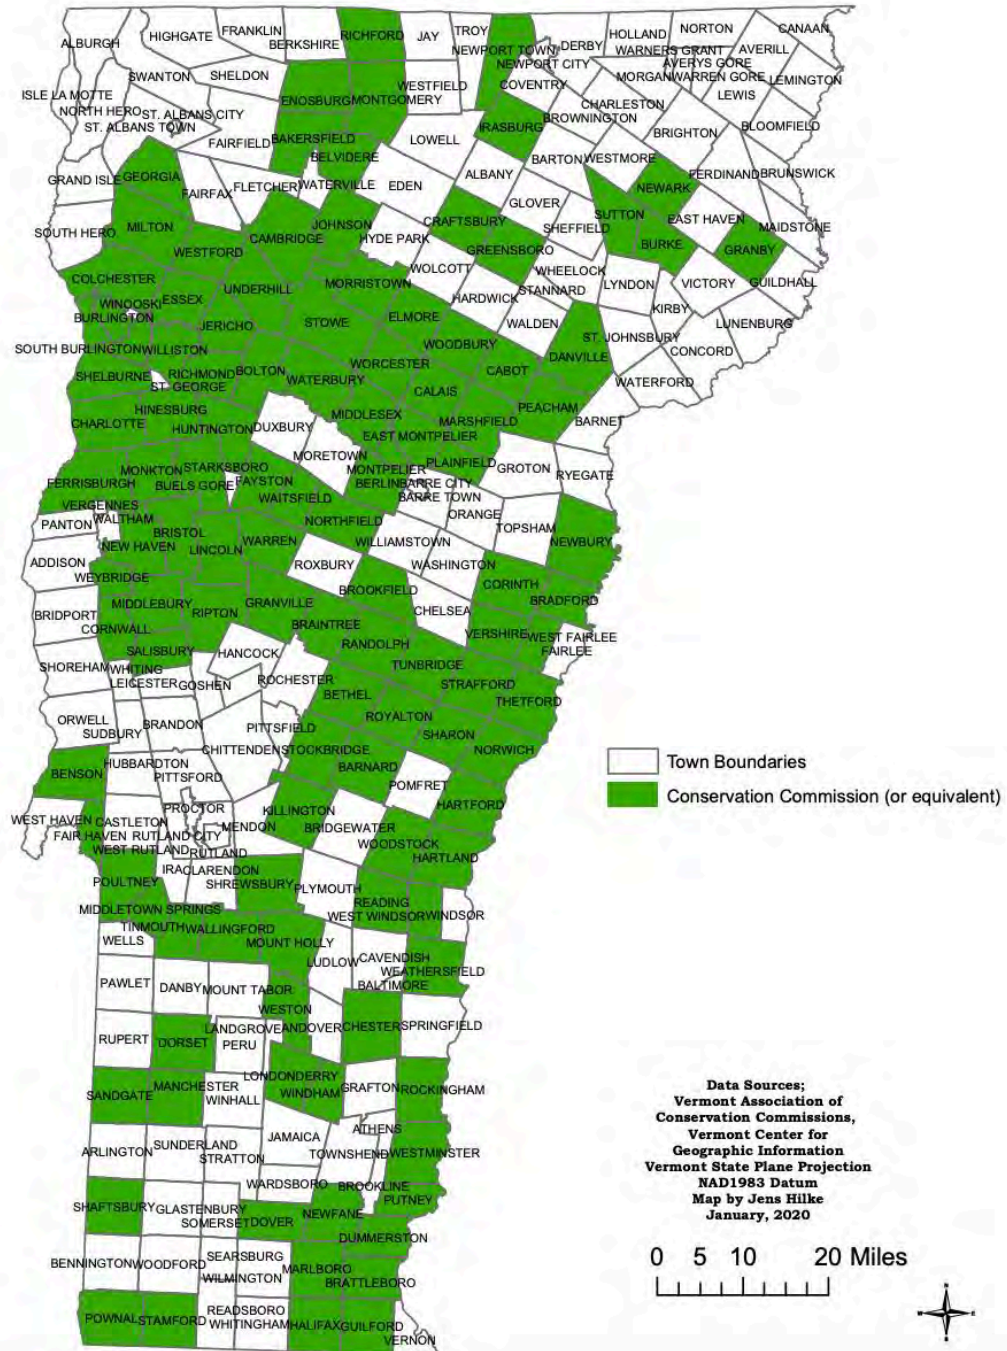 ALBURGH
HIGHGATE
FRANKLIN
BERKSHIRE
RICHFORD
JAY
TROY
NEWPORT TOWN
DERBY
HOLLAND
NORTON
CANAAN
WARNERS GRANT
AVERILL
NEWPORT CITY
AVERYS GORE
MORGAN
WARREN GORE
LEMINGTON
LEWIS
ISLE LA MOTTE
SWANTON
SHELDON
ENOSBURG
MONTGOMERY
WESTFIELD
COVENTRY
CHARLESTON
BROWNINGTON
NORTH HERO
ST. ALBANS CITY
ST. ALBANS TOWN
FAIRFIELD
BAKERSFIELD
BELVIDERE
LOWELL
IRASBURG
BRIGHTON
BLOOMFIELD
BARTON
WESTMORE
FERDINAND
BRUNSWICK
GRAND ISLE
GEORGIA
FAIRFAX
FLETCHER
WATERVILLE
EDEN
ALBANY
NEWARK
GLOVER
SOUTH HERO
MILTON
CAMBRIDGE
JOHNSON
HYDE PARK
CRAFTSBURY
SHEFFIELD
SUTTON
EAST HAVEN
MAIDSTONE
WESTFORD
GREENSBORO
BURKE
GRANBY
COLCHESTER
UNDERHILL
MORRISTOWN
WOLCOTT
WHEELOCK
STANNARD
LYNDON
VICTORY
GUILDHALL
WINOOSKI
ESSEX
BURLINGTON
JERICHO
STOWE
ELMORE
HARDWICK
WALDEN
KIRBY
LUNENBURG
SOUTH BURLINGTON
WILLISTON
WOODBURY
ST. JOHNSBURY
CONCORD
DANVILLE
SHELBURNE
RICHMOND
BOLTON
ST. GEORGE
WATERBURY
WORCESTER
CABOT
CALAIS
WATERFORD
HINESBURG
CHARLOTTE
HUNTINGTON
DUXBURY
MIDDLESEX
MARSHFIELD
PEACHAM
BARNET
EAST MONTPELIER
MORETOWN
MONKTON
STARKSBORO
MONTPELIER
PLAINFIELD
GROTON
RYEGATE
FERRISBURGH
BUELS GORE
FAYSTON
BERLIN
BARRE CITY
WAITSFIELD
BARRE TOWN
VERGENNES
PANTON
WALTHAM
NORTHFIELD
ORANGE
TOPSHAM
NEW HAVEN
BRISTOL
LINCOLN
WARREN
WILLIAMSTOWN
NEWBURY
ADDISON
WEYBRIDGE
ROXBURY
WASHINGTON
BROOKFIELD
CORINTH
BRADFORD
BRIDPORT
MIDDLEBURY
RIPTON
GRANVILLE
CHELSEA
CORNWALL
BRAINTREE
RANDOLPH
VERSHIRE
WEST FAIRLEE
FAIRLEE
SALISBURY
HANCOCK
TUNBRIDGE
SHOREHAM
WHITING
LEICESTER
GOSHEN
ROCHESTER
BETHEL
STRAFFORD
THETFORD
ORWELL
SUDBURY
BRANDON
PITTSFIELD
ROYALTON
SHARON
CHITTENDEN
STOCKBRIDGE
NORWICH
BENSON
HUBBARDTON
PITTSFORD
BARNARD
POMFRET
HARTFORD
WEST HAVEN
CASTLETON
PROCTOR
KILLINGTON
FAIR HAVEN
RUTLAND CITY
MENDON
BRIDGEWATER
WEST RUTLAND
RUTLAND
WOODSTOCK
HARTLAND
POULTNEY
IRA
CLARENDON
SHREWSBURY
PLYMOUTH
READING
MIDDLETOWN SPRINGS
WEST WINDSOR
WINDSOR
TINMOUTH
WALLINGFORD
WELLS
MOUNT HOLLY
LUDLOW
CAVENDISH
WEATHERSFIELD
BALTIMORE
PAWLET
DANBY
MOUNT TABOR
WESTON
RUPERT
DORSET
LANDGROVE
PERU
ANDOVER
CHESTER
SPRINGFIELD
SANDGATE
MANCHESTER
WINHALL
LONDONDERRY
WINDHAM
GRAFTON
ROCKINGHAM
ARLINGTON
SUNDERLAND
STRATTON
JAMAICA
ATHENS
TOWNSHEND
WESTMINSTER
WARDSBORO
BROOKLINE
PUTNEY
SHAFTSBURY
GLASTENBURY
SOMERSET
DOVER
NEWFANE
DUMMERSTON
BENNINGTON
WOODFORD
SEARSBURG
WILMINGTON
MARLBORO
BRATTLEBORO
POWNAL
STAMFORD
READSBORO
WHITINGHAM
HALIFAX
GUILFORD
VERNON
Town Boundaries
Conservation Commission (or equivalent)
Data Sources;
Vermont Association of
Conservation Commissions,
Vermont Center for
Geographic Information
Vermont State Plane Projection
NAD1983 Datum
Map by Jens Hilke
January, 2020
0 5 10 20 Miles
N
W E
S